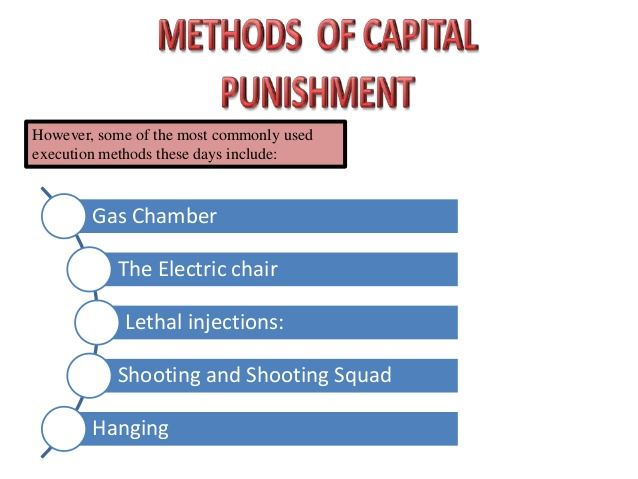 METHODS OF CAPITAL
PUNISHMENT
However, some of the most commonly used
execution methods these days include:
Gas Chamber
The Electric chair
Lethal injections:
Shooting and Shooting Squad
Hanging